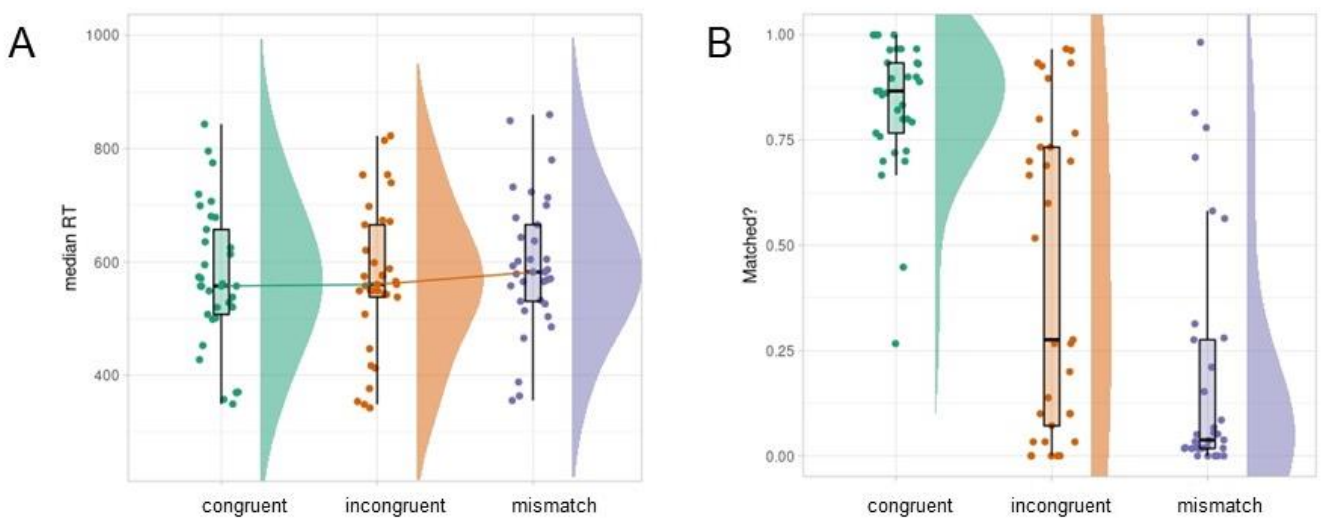 A
median RT
1000
800
600
400
congruent
incongruent
mismatch
B
Matched?
1.00
0.75
0.50
0.25
0.00
congruent
incongruent
mismatch